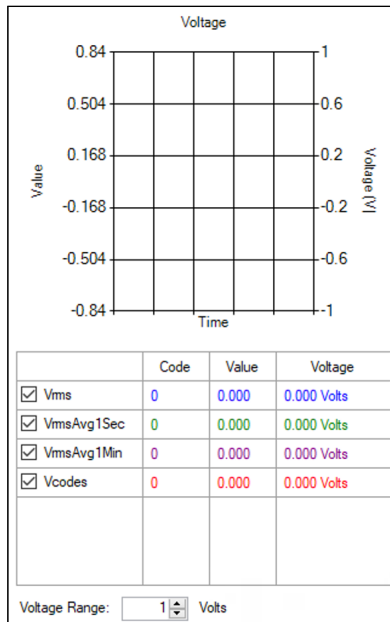 Voltage
0.84 1
0.504 0.6
0.168 0.2
Value Voltage (V)
-0.168 -0.2
-0.504 -0.6
-0.84 -1
Time
Code Value Voltage
Vrms 0 0.000 0.000 Volts
VrmsAvg1Sec 0 0.000 0.000 Volts
VrmsAvg1Min 0 0.000 0.000 Volts
Vcodes 0 0.000 0.000 Volts
Voltage Range: 1 Volts